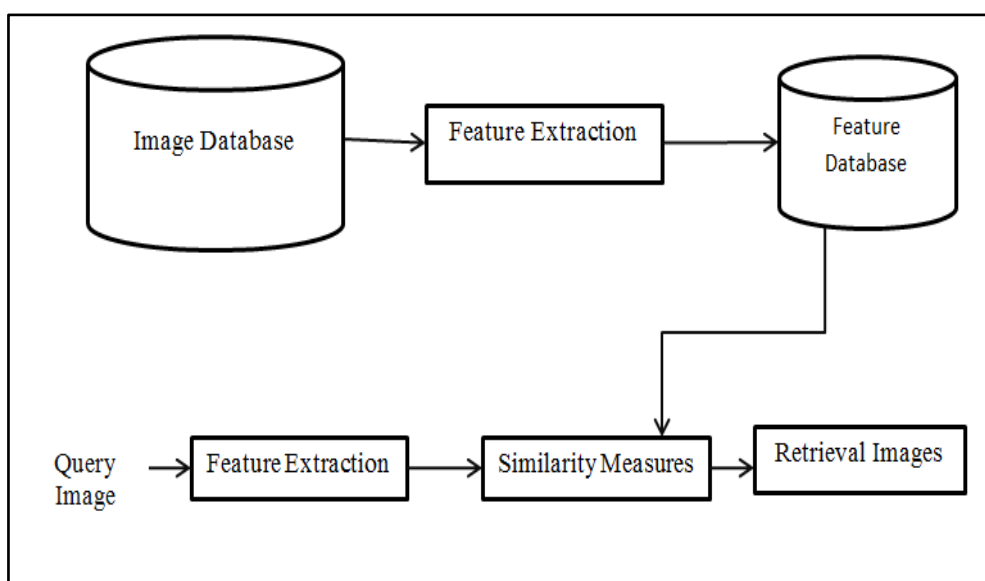 Image Database
Feature Extraction
Feature
Database
Query
Image
Feature Extraction
Similarity Measures
Retrieval Images